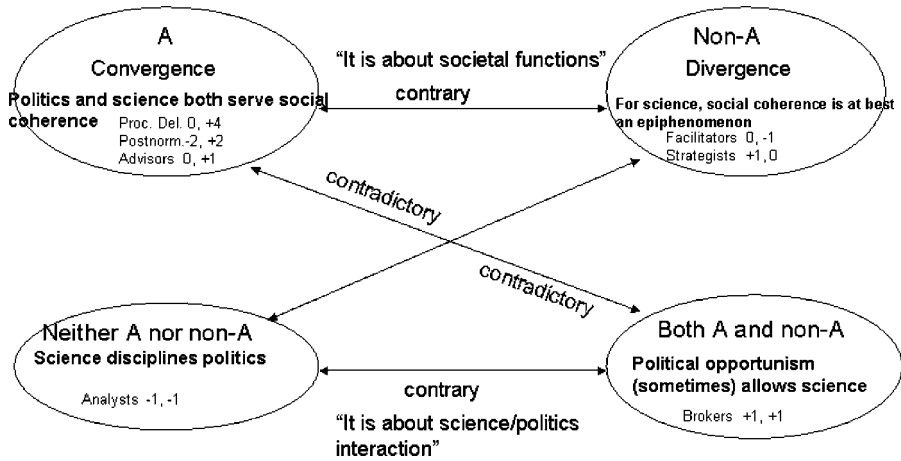 A
Convergence
Politics and science both serve social
coherence
Proc. Del. 0, +4
Postnorm.-2, +2
Advisors 0, +1
"It is about societal functions"
contrary
Non-A
Divergence
For science, social coherence is at best
an epiphenomenon
Facilitators 0, -1
Strategists +1,0
contradictory
contradictory
Neither A nor non-A
Science disciplines politics
Analysts -1, -1
contrary
"It is about science/politics
interaction"
Both A and non-A
Political opportunism
(sometimes) allows science
Brokers +1, +1